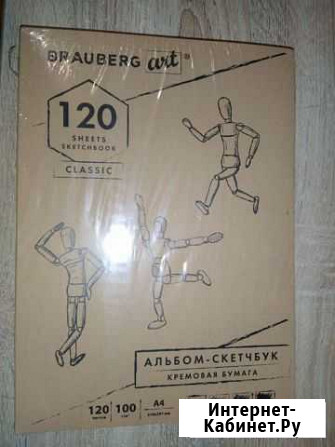 BRAUBERG art®
120
SHEETS
SKETCHBOOK
CLASSIC
АЛЬБОМ-СКЕТЧБУК
КРЕМОВАЯ БУМАГА
120 100 A4
Интернет-
Кабинет.Ру